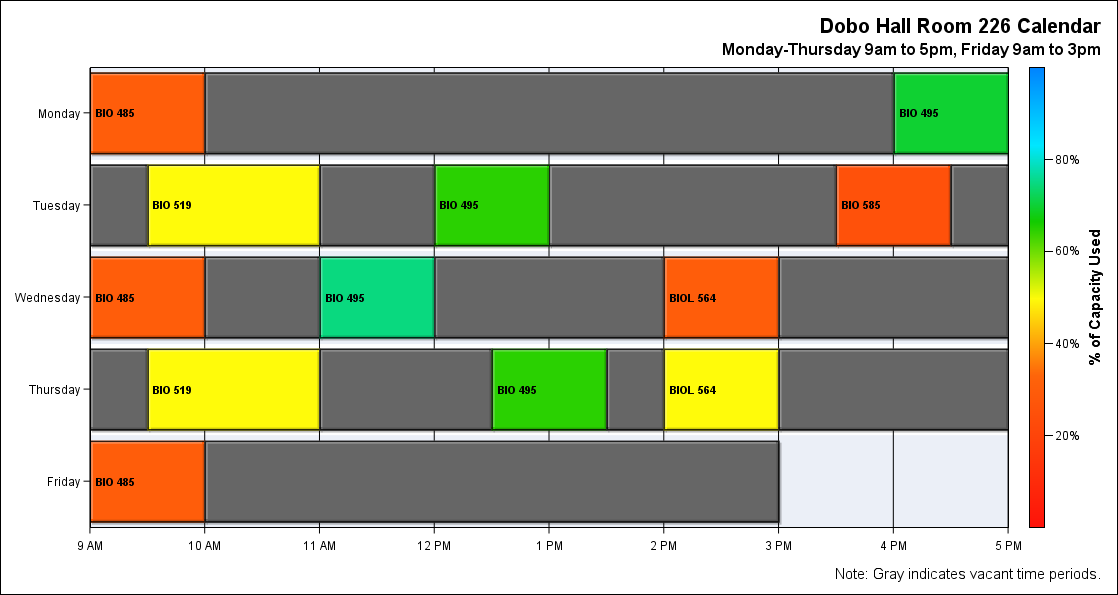 Dobo Hall Room 226 Calendar
Monday-Thursday 9am to 5pm, Friday 9am to 3pm
Monday
BIO 485
BIO 495
Tuesday
BIO 519
BIO 495
BIO 585
Wednesday
BIO 485
BIO 495
BIOL 564
Thursday
BIO 519
BIO 495
BIOL 564
Friday
BIO 485
9 AM
10 AM
11 AM
12 PM
1 PM
2 PM
3 PM
4 PM
5 PM
80%
60%
40%
20%
% of Capacity Used
Note: Gray indicates vacant time periods.